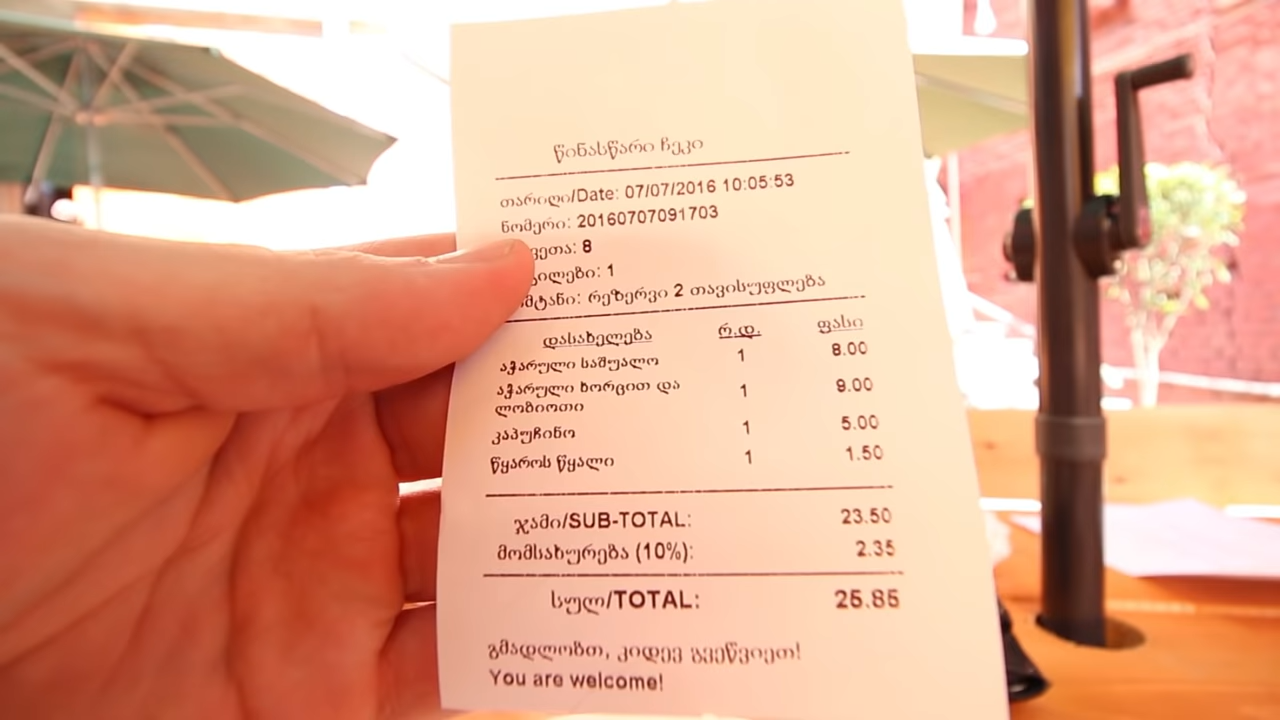 წინასწარი ჩეკი
თარიღი/Date: 07/07/2016 10:05:53
ნომერი: 20160707091703
8
1
რეზერვი 2 თავისუფლება
დასახელება რ.დ. ფასი
აჭარული საშუალო 1 8.00
აჭარული ხორცით და 1 9.00
ლობიოთი
კაპუჩინო 1 5.00
წყაროს წყალი 1 1.50
ჯამი/SUB-TOTAL: 23.50
მომსახურება (10%): 2.35
სულ/TOTAL: 25.85
გმადლობთ, კიდევ გვეწვიეთ!
You are welcome!